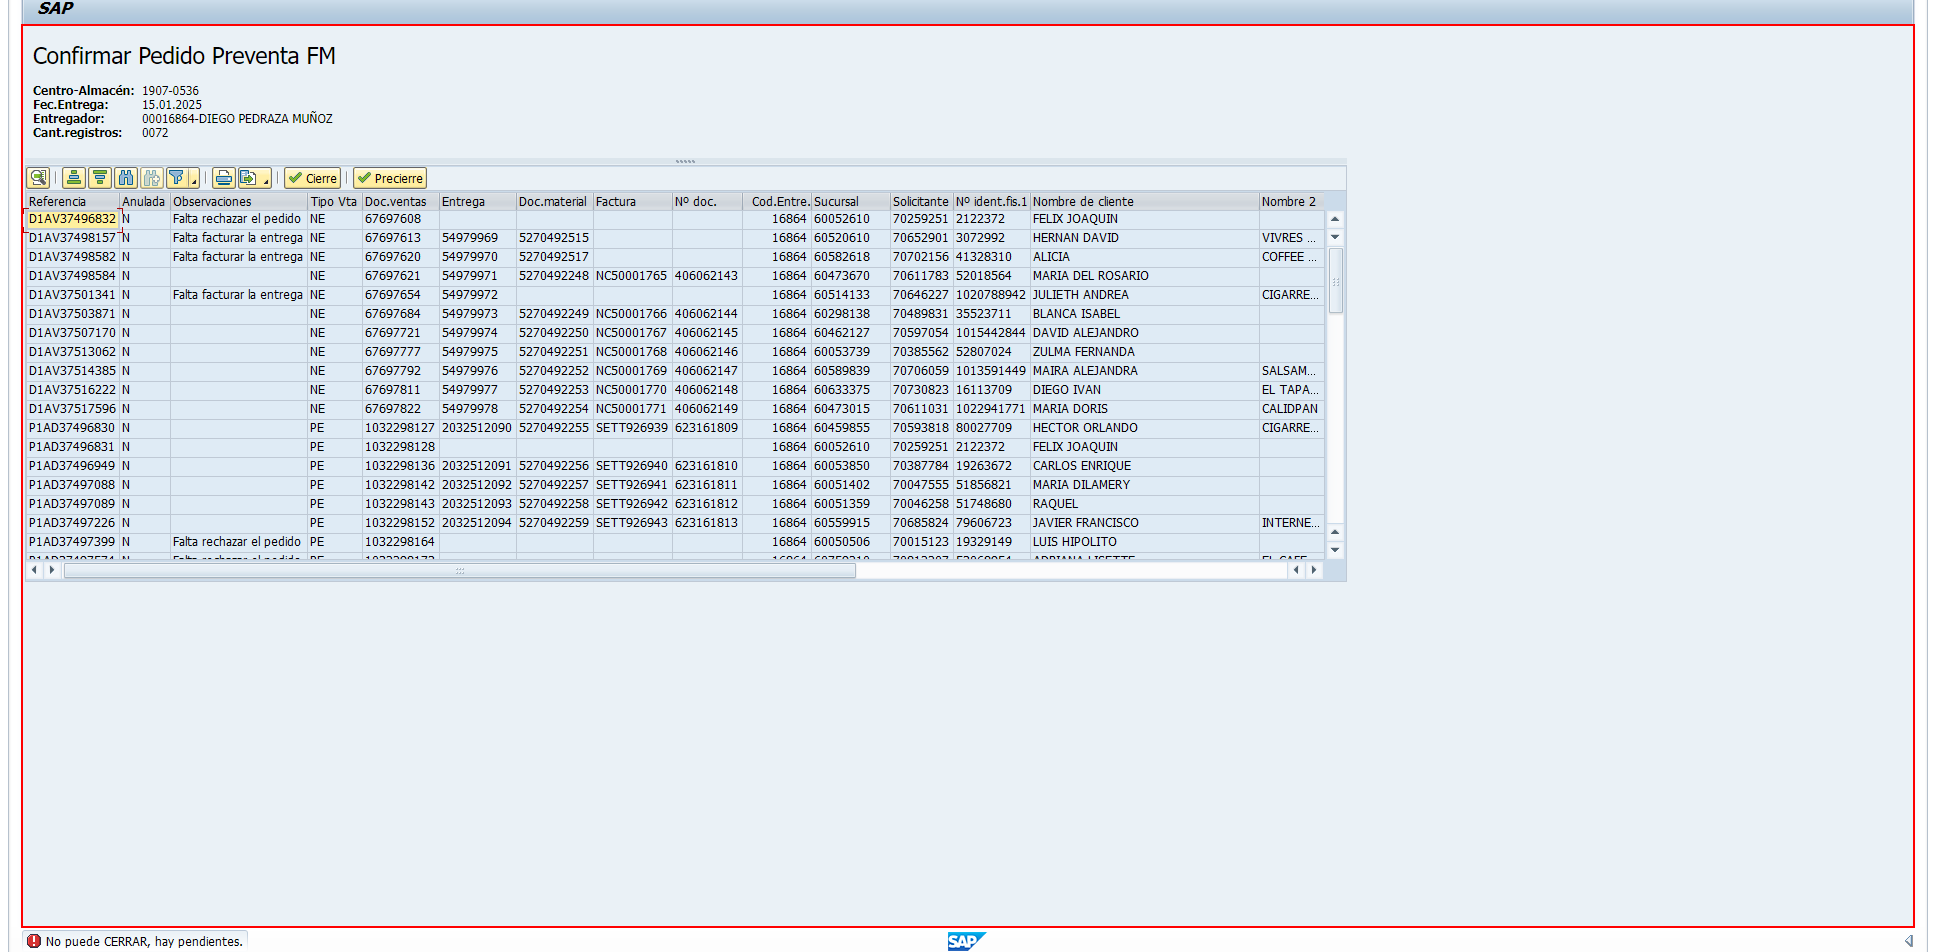 SAP
Confirmar Pedido Preventa FM
Centro-Almacén: 1907-0536
Fec.Entrega: 15.01.2025
Entregador: 00016864-DIEGO PEDRAZA MUÑOZ
Cant.registros: 0072
Cierre Precierre
Referencia Anulada Observaciones Tipo Vta Doc.ventas Entrega Doc.material Factura Nº doc. Cod.Entre. Sucursal Solicitante Nº ident.fis.1 Nombre de cliente Nombre 2
D1AV37496832 N Falta rechazar el pedido NE 67697608 16864 60052610 70259251 2122372 FELIX JOAQUIN
D1AV37498157 N Falta facturar la entrega NE 67697613 54979969 5270492515 16864 60520610 70652901 3072992 HERNAN DAVID VIVRES ...
D1AV37498582 N Falta facturar la entrega NE 67697620 54979970 5270492517 16864 60582618 70702156 41328310 ALICIA COFFEE ...
D1AV37498584 N NE 67697621 54979971 5270492248 NC50001765 406062143 16864 60473670 70611783 52018564 MARIA DEL ROSARIO
D1AV37501341 N Falta facturar la entrega NE 67697654 54979972 16864 60514133 70646227 1020788942 JULIETH ANDREA CIGARRE...
D1AV37503871 N NE 67697684 54979973 5270492249 NC50001766 406062144 16864 60298138 70489831 35523711 BLANCA ISABEL
D1AV37507170 N NE 67697721 54979974 5270492250 NC50001767 406062145 16864 60462127 70597054 1015442844 DAVID ALEJANDRO
D1AV37513062 N NE 67697777 54979975 5270492251 NC50001768 406062146 16864 60053739 70385562 52807024 ZULMA FERNANDA
D1AV37514385 N NE 67697792 54979976 5270492252 NC50001769 406062147 16864 60589839 70706059 1013591449 MAIRA ALEJANDRA SALSAM...
D1AV37516222 N NE 67697811 54979977 5270492253 NC50001770 406062148 16864 60633375 70730823 16113709 DIEGO IVAN EL TAPA...
D1AV37517596 N NE 67697822 54979978 5270492254 NC50001771 406062149 16864 60473015 70611031 1022941771 MARIA DORIS CALIDPAN
P1AD37496830 N PE 1032298127 2032512090 5270492255 SETT926939 623161809 16864 60459855 70593818 80027709 HECTOR ORLANDO CIGARRE...
P1AD37496831 N PE 1032298128 16864 60052610 70259251 2122372 FELIX JOAQUIN
P1AD37496949 N PE 1032298136 2032512091 5270492256 SETT926940 623161810 16864 60053850 70387784 19263672 CARLOS ENRIQUE
P1AD37497088 N PE 1032298142 2032512092 5270492257 SETT926941 623161811 16864 60051402 70047555 51856821 MARIA DILAMERY
P1AD37497089 N PE 1032298143 2032512093 5270492258 SETT926942 623161812 16864 60051359 70046258 51748680 RAQUEL
P1AD37497226 N PE 1032298152 2032512094 5270492259 SETT926943 623161813 16864 60559915 70685824 79606723 JAVIER FRANCISCO INTERNE...
P1AD37497399 N Falta rechazar el pedido PE 1032298164 16864 60050506 70015123 19329149 LUIS HIPOLITO
No puede CERRAR, hay pendientes.
SAP